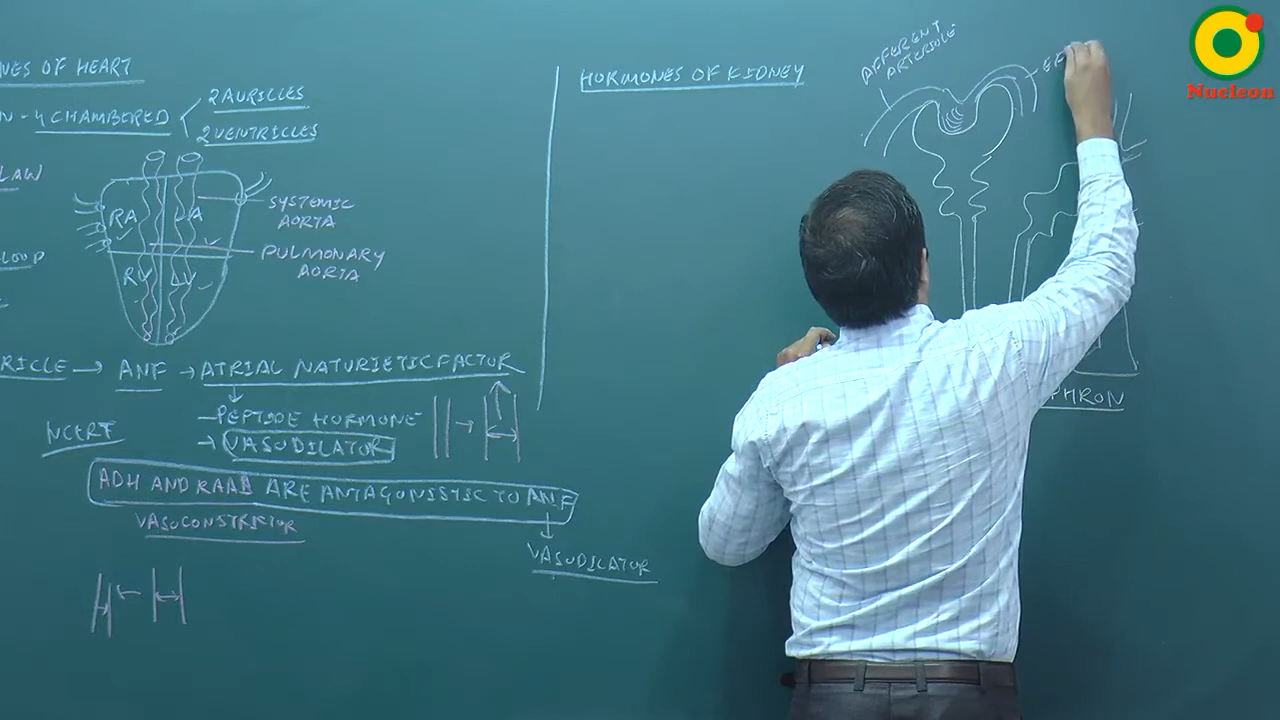 NES OF HEART
N - 4 CHAMBERED
2 AURICLES
2 VENTRICLES
LAW
RA
LA
RV
LV
SYSTEMIC
AORTA
PULMONARY
AORTA
RICLE → ANF → ATRIAL NATURIETIC FACTOR
- PEPTIDE HORMONE
→ VASODILATOR
NCERT
ADH AND RAAS ARE ANTAGONISTIC TO ANF
VASOCONSTRICTOR
VASODILATOR
HORMONES OF KIDNEY
AFFERENT
ARTERIOLE
EF
PHRON
Nucleon